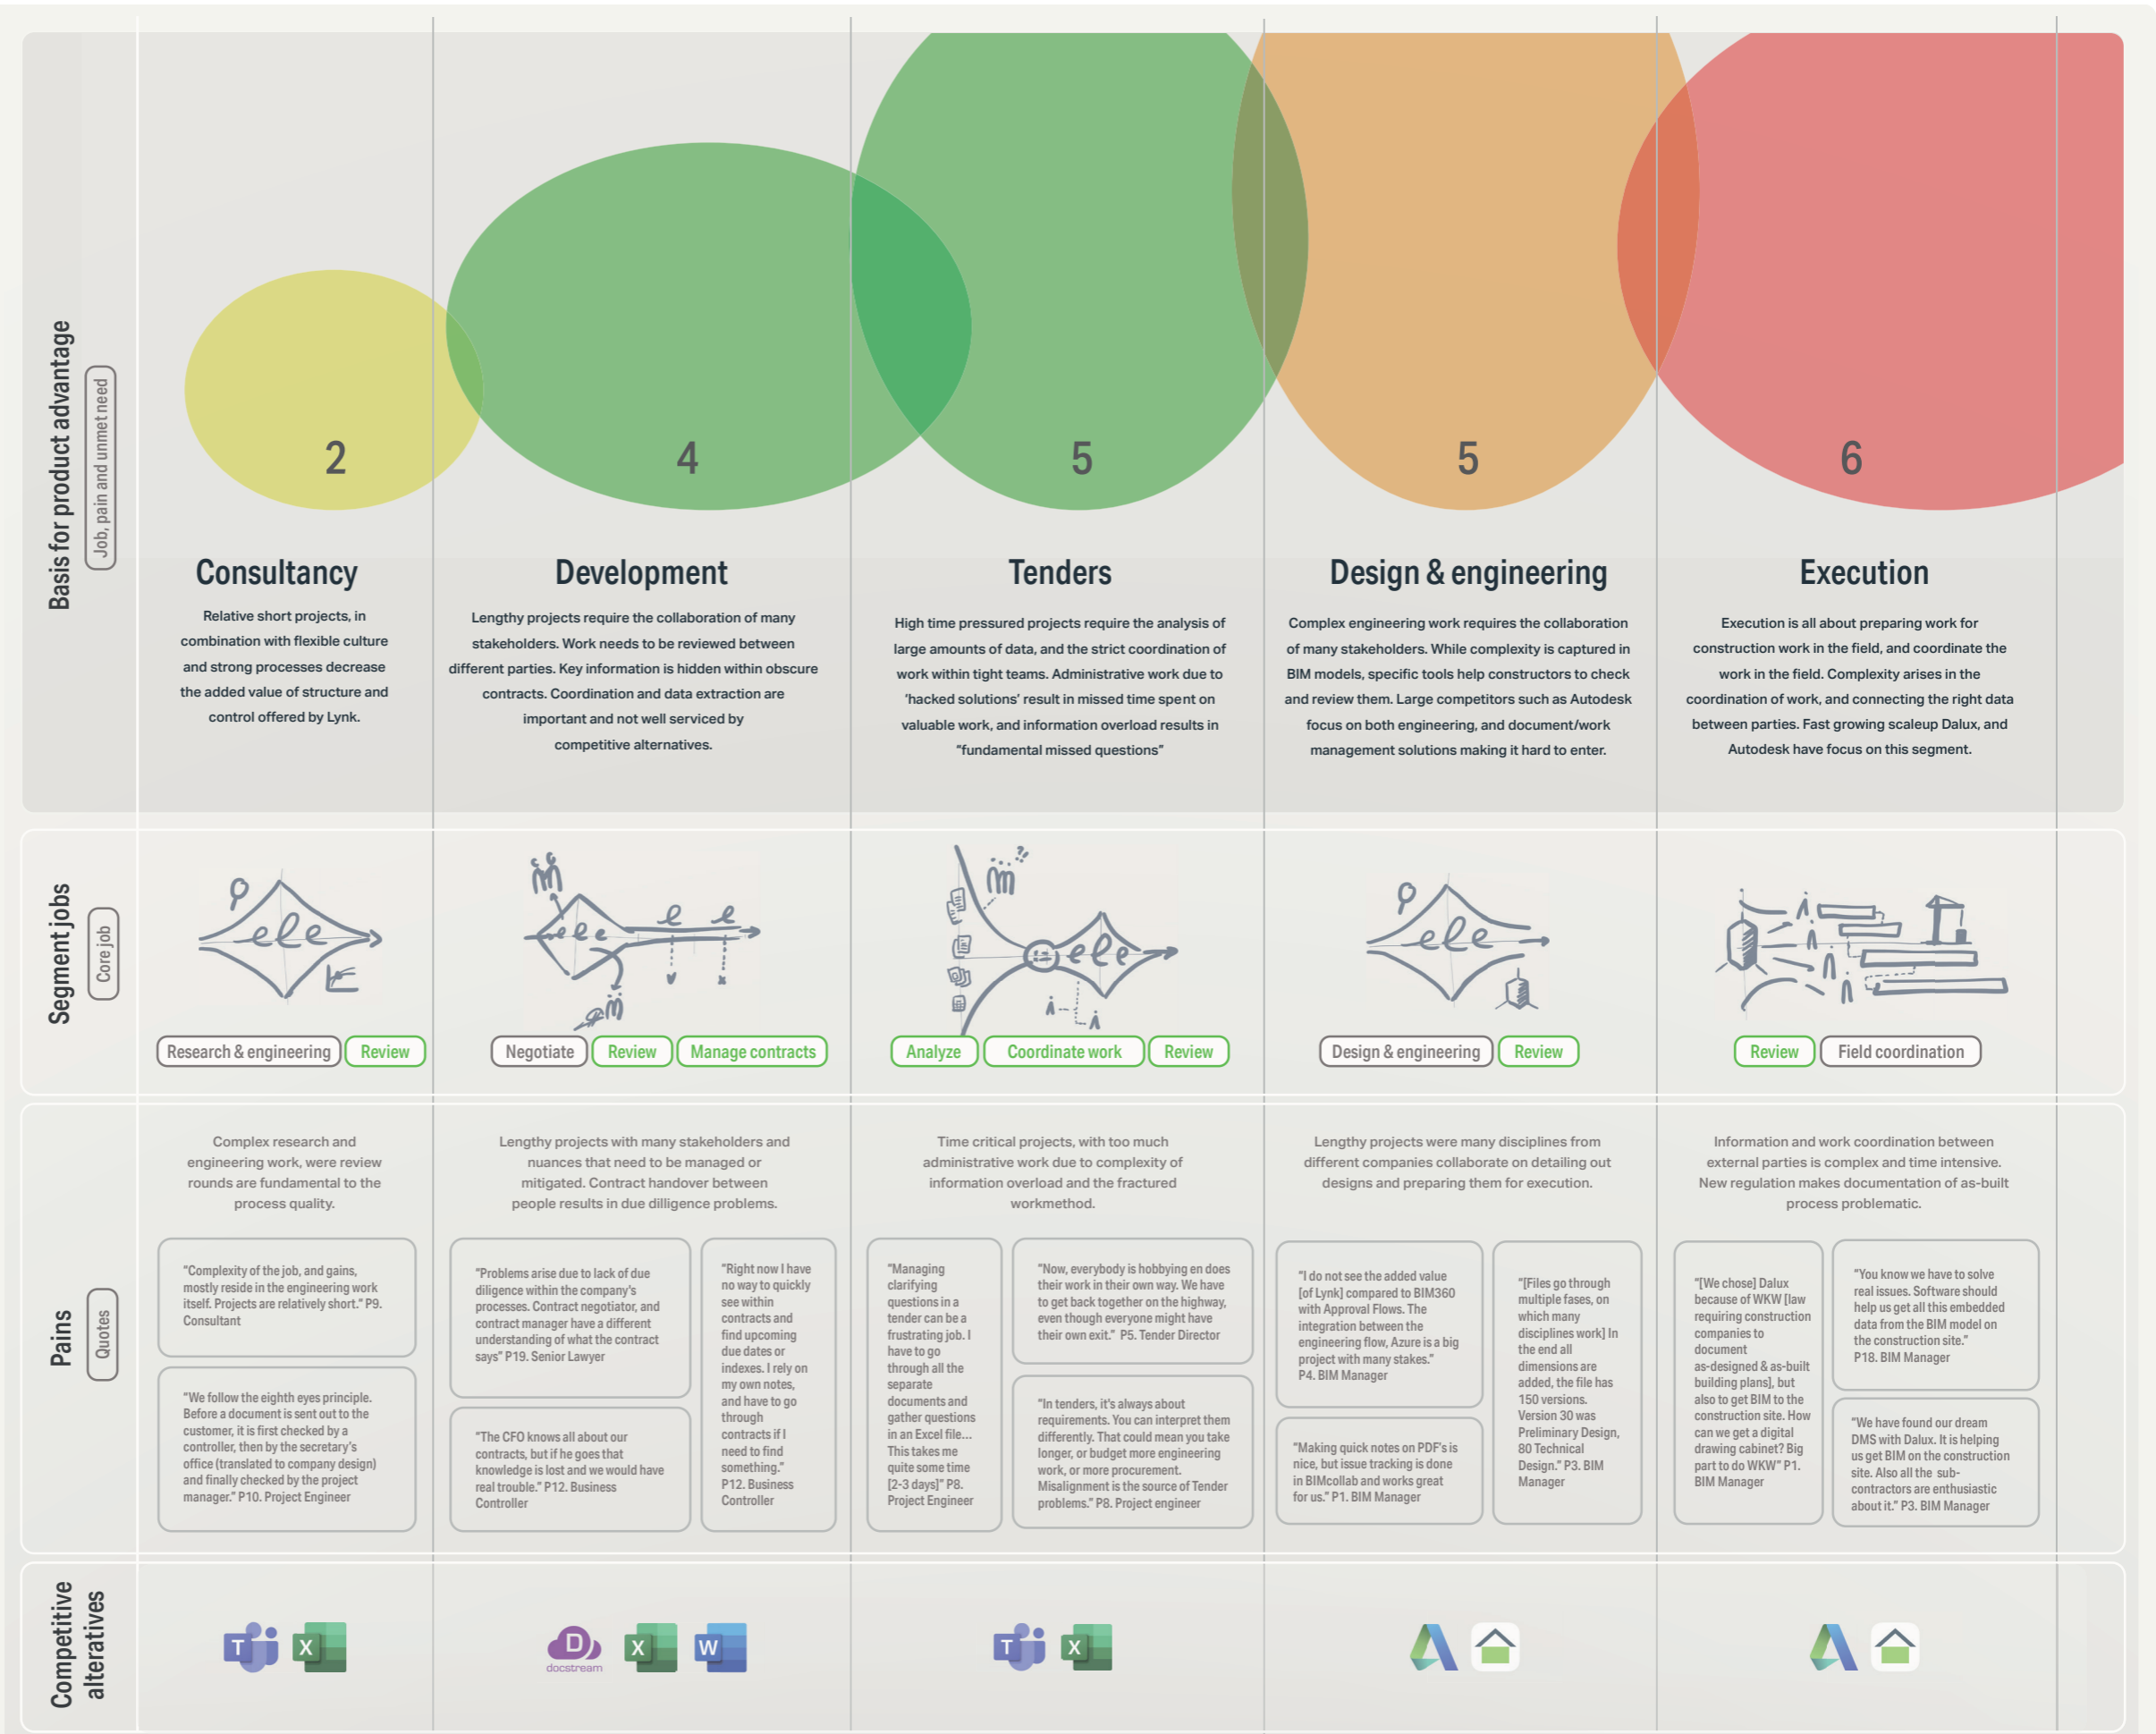 Basis for product advantage
Job, pain and unmet need
2
4
5
5
6
Consultancy
Relative short projects, in
combination with flexible culture
and strong processes decrease
the added value of structure and
control offered by Lynk.
Development
Lengthy projects require the collaboration of many
stakeholders. Work needs to be reviewed between
different parties. Key information is hidden within obscure
contracts. Coordination and data extraction are
important and not well serviced by
competitive alternatives.
Tenders
High time pressured projects require the analysis of
large amounts of data, and the strict coordination of
work within tight teams. Administrative work due to
‘hacked solutions’ result in missed time spent on
valuable work, and information overload results in
“fundamental missed questions”
Design & engineering
Complex engineering work requires the collaboration
of many stakeholders. While complexity is captured in
BIM models, specific tools help constructors to check
and review them. Large competitors such as Autodesk
focus on both engineering, and document/work
management solutions making it hard to enter.
Execution
Execution is all about preparing work for
construction work in the field, and coordinate the
work in the field. Complexity arises in the
coordination of work, and connecting the right data
between parties. Fast growing scaleup Dalux, and
Autodesk have focus on this segment.
Segment jobs
Core job
Research & engineering
Review
Negotiate
Review
Manage contracts
Analyze
Coordinate work
Review
Design & engineering
Review
Review
Field coordination
Pains
Quotes
Complex research and
engineering work, were review
rounds are fundamental to the
process quality.
“Complexity of the job, and gains,
mostly reside in the engineering work
itself. Projects are relatively short.” P9.
Consultant
“We follow the eighth eyes principle.
Before a document is sent out to the
customer, it is first checked by a
controller, then by the secretary’s
office (translated to company design)
and finally checked by the project
manager.” P10. Project Engineer
Lengthy projects with many stakeholders and
nuances that need to be managed or
mitigated. Contract handover between
people results in due dilligence problems.
“Problems arise due to lack of due
diligence within the company’s
processes. Contract negotiator, and
contract manager have a different
understanding of what the contract
says” P19. Senior Lawyer
“The CFO knows all about our
contracts, but if he goes that
knowledge is lost and we would have
real trouble.” P12. Business
Controller
“Right now I have
no way to quickly
see within
contracts and
find upcoming
due dates or
indexes. I rely on
my own notes,
and have to go
through
contracts if I
need to find
something.”
P12. Business
Controller
Time critical projects, with too much
administrative work due to complexity of
information overload and the fractured
workmethod.
“Managing
clarifying
questions in a
tender can be a
frustrating job. I
have to go
through all the
separate
documents and
gather questions
in an Excel file...
This takes me
quite some time
[2-3 days]” P8.
Project Engineer
“Now, everybody is hobbying en does
their work in their own way. We have
to get back together on the highway,
even though everyone might have
their own exit.” P5. Tender Director
“In tenders, it’s always about
requirements. You can interpret them
differently. That could mean you take
longer, or budget more engineering
work, or more procurement.
Misalignment is the source of Tender
problems.” P8. Project engineer
Lengthy projects were many disciplines from
different companies collaborate on detailing out
designs and preparing them for execution.
“I do not see the added value
[of Lynk] compared to BIM360
with Approval Flows. The
integration between the
engineering flow, Azure is a big
project with many stakes.”
P4. BIM Manager
“Making quick notes on PDF’s is
nice, but issue tracking is done
in BIMcollab and works great
for us.” P1. BIM Manager
“[Files go through
multiple fases, on
which many
disciplines work] In
the end all
dimensions are
added, the file has
150 versions.
Version 30 was
Preliminary Design,
80 Technical
Design.” P3. BIM
Manager
Information and work coordination between
external parties is complex and time intensive.
New regulation makes documentation of as-built
process problematic.
“[We chose] Dalux
because of WKW [law
requiring construction
companies to
document
as-designed & as-built
building plans], but
also to get BIM to the
construction site. How
can we get a digital
drawing cabinet? Big
part to do WKW” P1.
BIM Manager
“You know we have to solve
real issues. Software should
help us get all this embedded
data from the BIM model on
the construction site.”
P18. BIM Manager
“We have found our dream
DMS with Dalux. It is helping
us get BIM on the construction
site. Also all the sub-
contractors are enthusiastic
about it.” P3. BIM Manager
Competitive
alteratives
T
X
D
docstream
X
W
T
X